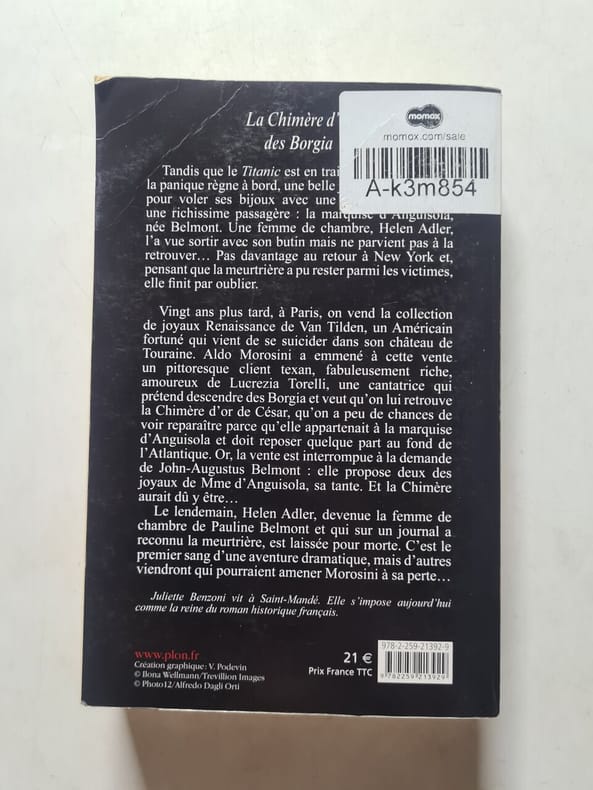 La Chimère d'
des Borgia
momox
momox.com/sale
A-k3m854
Tandis que le Titanic est en trai
la panique règne à bord, une belle
pour voler ses bijoux avec une
une richissime passagère : la marquise d'Anguisola,
née Belmont. Une femme de chambre, Helen Adler,
l'a vue sortir avec son butin mais ne parvient pas à la
retrouver… Pas davantage au retour à New York et,
pensant que la meurtrière a pu rester parmi les victimes,
elle finit par oublier.
Vingt ans plus tard, à Paris, on vend la collection
de joyaux Renaissance de Van Tilden, un Américain
fortuné qui vient de se suicider dans son château de
Touraine. Aldo Morosini a emmené à cette vente
un pittoresque client texan, fabuleusement riche,
amoureux de Lucrezia Torelli, une cantatrice qui
prétend descendre des Borgia et veut qu'on lui retrouve
la Chimère d'or de César, qu'on a peu de chances de
voir reparaître parce qu'elle appartenait à la marquise
d'Anguisola et doit reposer quelque part au fond de
l'Atlantique. Or, la vente est interrompue à la demande
de John-Augustus Belmont : elle propose deux des
joyaux de Mme d'Anguisola, sa tante. Et la Chimère
aurait dû y être…
Le lendemain, Helen Adler, devenue la femme de
chambre de Pauline Belmont et qui sur un journal a
reconnu la meurtrière, est laissée pour morte. C'est le
premier sang d'une aventure dramatique, mais d'autres
viendront qui pourraient amener Morosini à sa perte…
Juliette Benzoni vit à Saint-Mandé. Elle s'impose aujourd'hui
comme la reine du roman historique français.
www.plon.fr
Création graphique : V. Podevin
© Ilona Wellmann/Trevillion Images
© Photo12/Alfredo Dagli Orti
21 €
Prix France TTC
978-2-259-21392-9
9 782259 213929